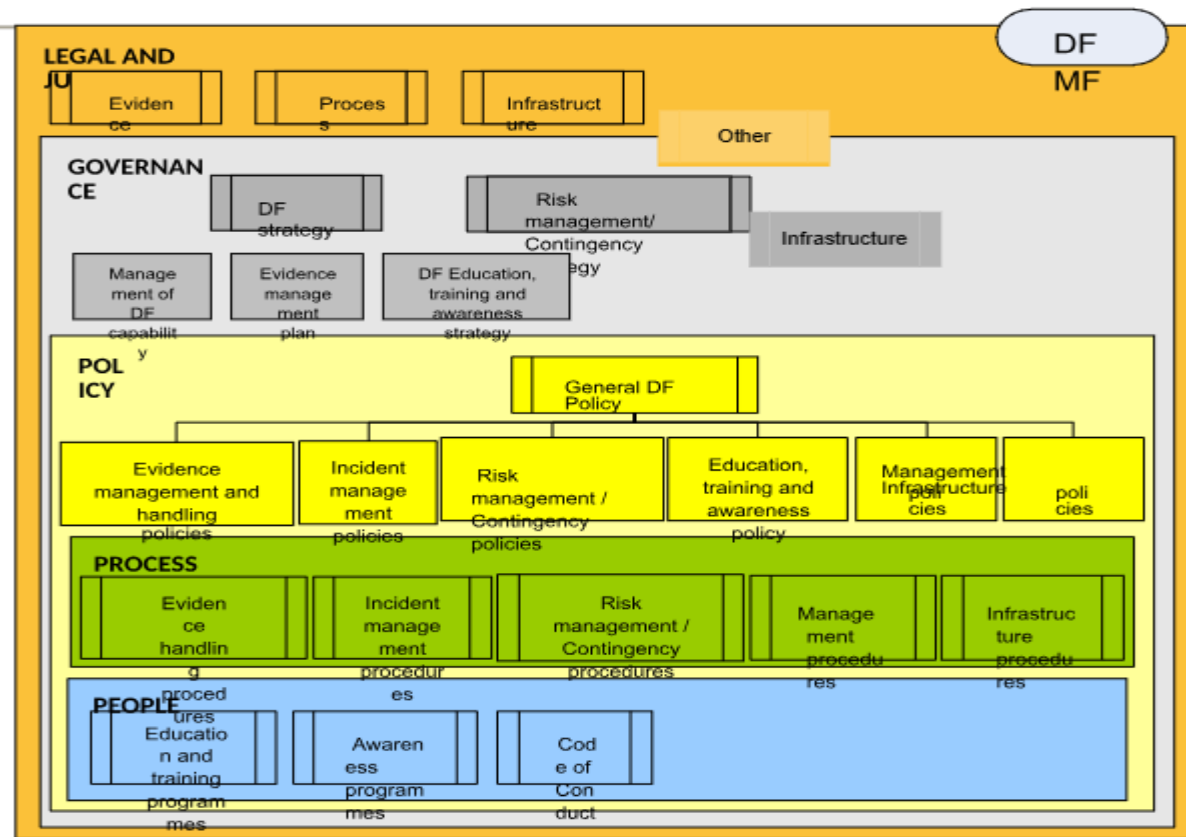 DF
MF
LEGAL AND
JU
Eviden
ce
Proces
s
Infrastruct
ure
Other
GOVERNAN
CE
DF
strategy
Risk
management/
Contingency
egy
Infrastructure
Manage
ment of
DF
capabilit
y
Evidence
manage
ment
plan
DF Education,
training and
awareness
strategy
POL
ICY
General DF
Policy
Evidence
management and
handling
policies
Incident
manage
ment
policies
Risk
management /
Contingency
policies
Education,
training and
awareness
policy
Management
Infrastructure
poli
cies
poli
cies
PROCESS
Eviden
ce
handlin
g
proced
ures
Incident
manage
ment
procedur
es
Risk
management /
Contingency
procedures
Manage
ment
procedu
res
Infrastruc
ture
procedu
res
PEOPLE
Educatio
n and
training
program
mes
Awaren
ess
program
mes
Cod
e of
Con
duct